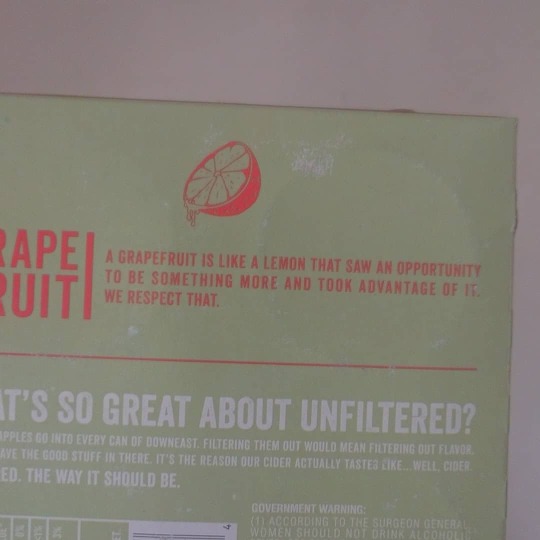 RAPE
RUIT
A GRAPEFRUIT IS LIKE A LEMON THAT SAW AN OPPORTUNITY
TO BE SOMETHING MORE AND TOOK ADVANTAGE OF IT.
WE RESPECT THAT.
AT'S SO GREAT ABOUT UNFILTERED?
APPLES GO INTO EVERY CAN OF DOWNEAST. FILTERING THEM OUT WOULD MEAN FILTERING OUT FLAVOR.
AVE THE GOOD STUFF IN THERE. IT'S THE REASON OUR CIDER ACTUALLY TASTES LIKE... WELL, CIDER.
RED. THE WAY IT SHOULD BE.
GOVERNMENT WARNING:
(1) ACCORDING TO THE SURGEON GENERAL,
WOMEN SHOULD NOT DRINK ALCOHOLIC